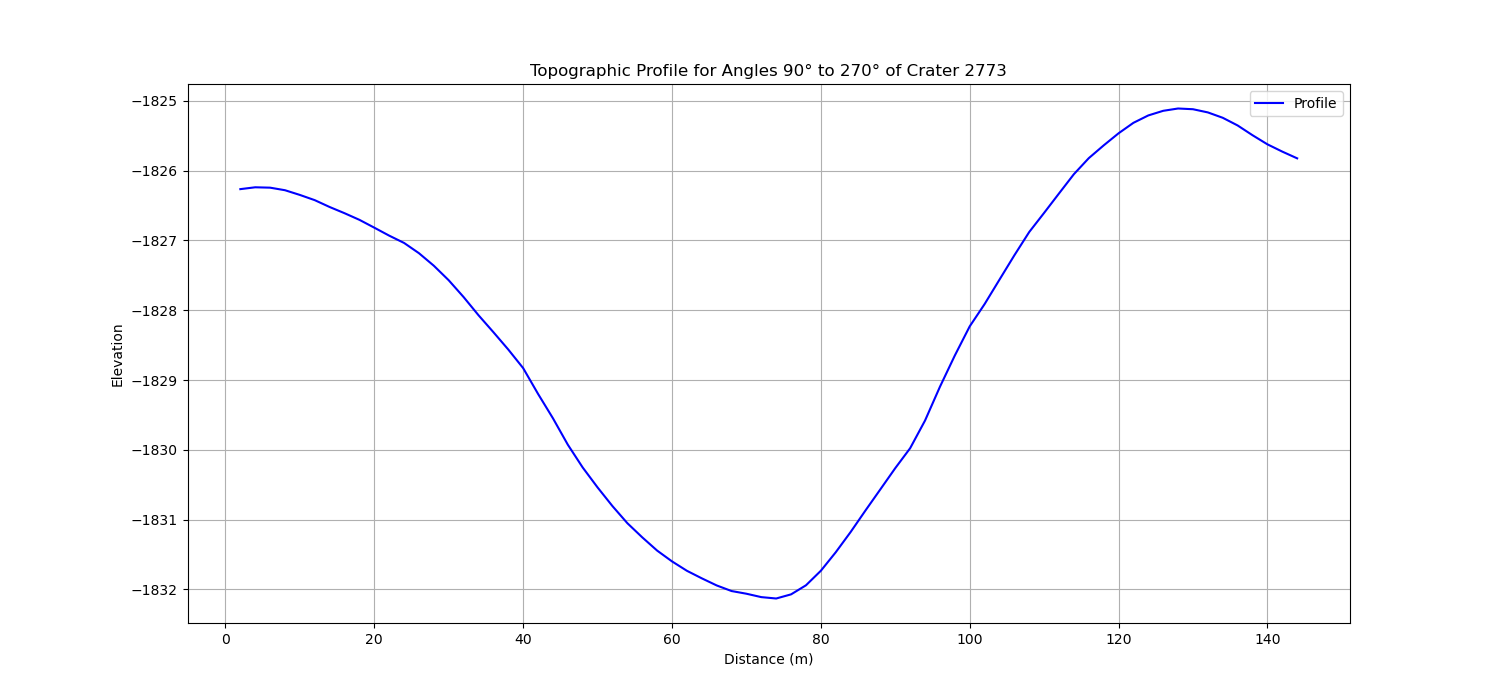 Topographic Profile for Angles 90° to 270° of Crater 2773
Profile
−1825
−1826
−1827
−1828
−1829
−1830
−1831
−1832
Elevation
0 20 40 60 80 100 120 140
Distance (m)